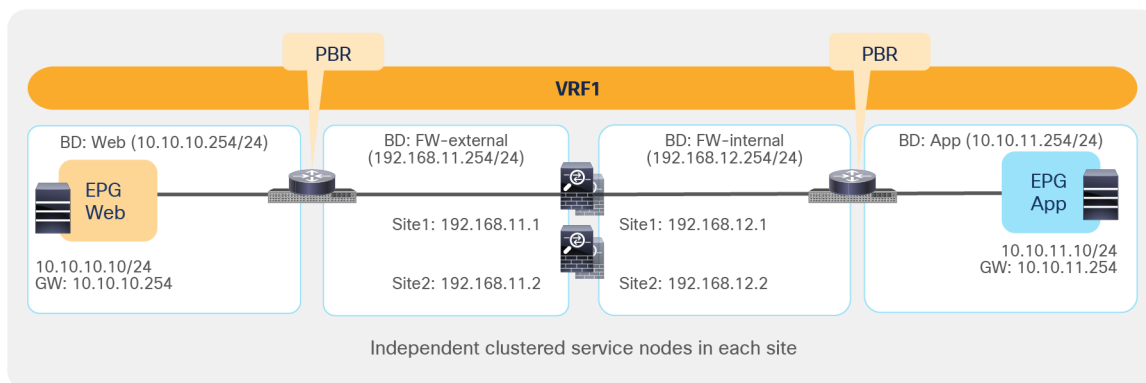 PBR
PBR
VRF1
BD: Web (10.10.10.254/24)
BD: FW-external
(192.168.11.254/24)
BD: FW-internal
(192.168.12.254/24)
BD: App (10.10.11.254/24)
EPG
Web
EPG
App
Site1: 192.168.11.1
Site1: 192.168.12.1
10.10.10.10/24
GW: 10.10.10.254
10.10.11.10/24
GW: 10.10.11.254
Site2: 192.168.11.2
Site2: 192.168.12.2
Independent clustered service nodes in each site